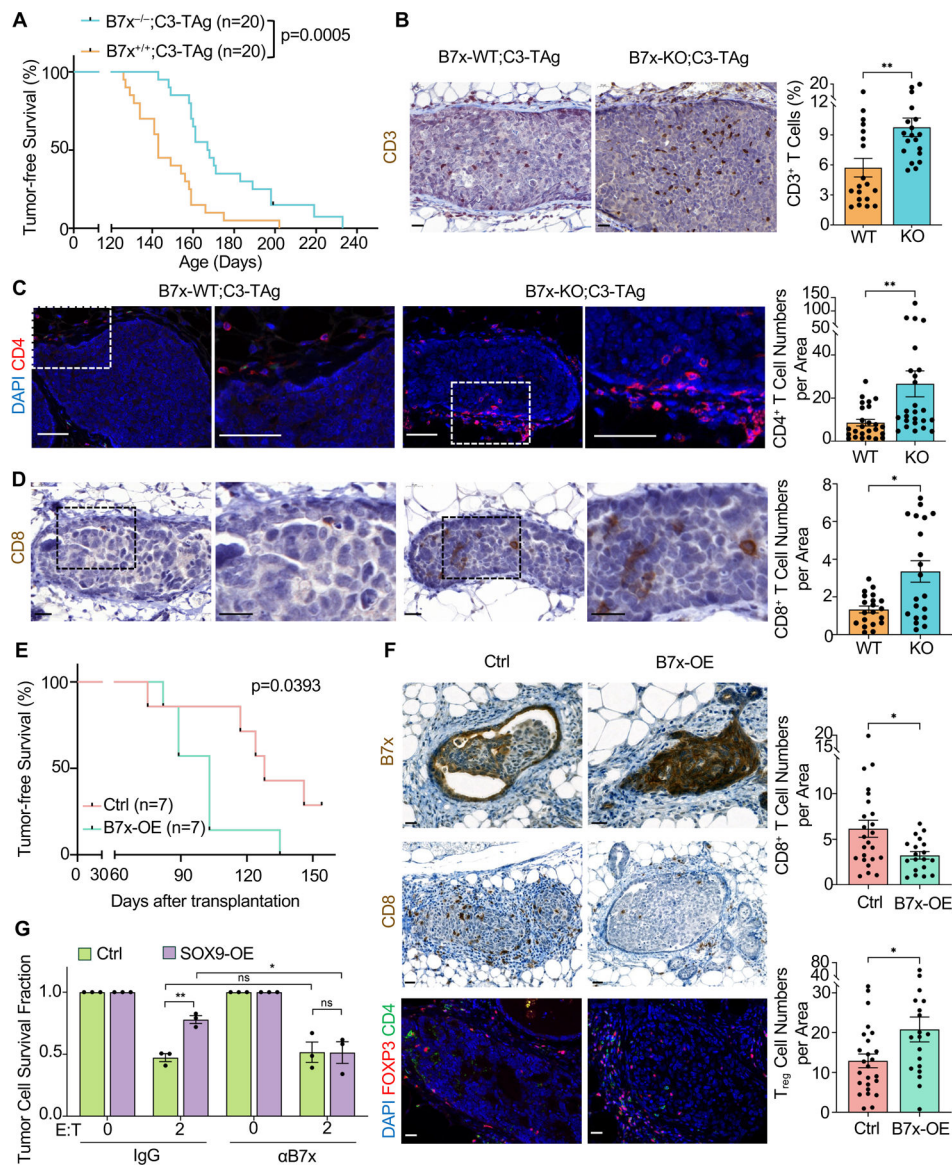 A
B7x–/–;C3-TAg (n=20)
B7x+/+;C3-TAg (n=20)
p=0.0005
Tumor-free Survival (%)
100
50
0
0 120 140 160 180 200 220 240
Age (Days)
B
B7x-WT;C3-TAg
B7x-KO;C3-TAg
CD3
CD3+ T Cells (%)
**
20
12
9
6
3
0
WT KO
C
B7x-WT;C3-TAg
B7x-KO;C3-TAg
DAPI CD4
CD4+ T Cell Numbers
per Area
**
150
100
50
40
20
0
WT KO
D
CD8
CD8+ T Cell Numbers
per Area
*
8
6
4
2
0
WT KO
E
Tumor-free Survival (%)
p=0.0393
100
50
0
Ctrl (n=7)
B7x-OE (n=7)
0 30 60 90 120 150
Days after transplantation
F
Ctrl
B7x-OE
B7x
CD8
DAPI FOXP3 CD4
CD8+ T Cell Numbers
per Area
*
20
15
10
5
0
Ctrl B7x-OE
Treg Cell Numbers
per Area
*
80
40
30
20
10
0
Ctrl B7x-OE
G
Ctrl
SOX9-OE
Tumor Cell Survival Fraction
*
ns
**
ns
1.0
0.5
0.0
E:T 0 2 0 2
IgG αB7x